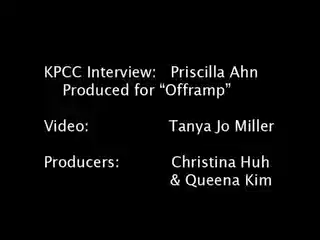 KPCC Interview: Priscilla Ahn
Produced for “Offramp”
Video: Tanya Jo Miller
Producers: Christina Huh
& Queena Kim